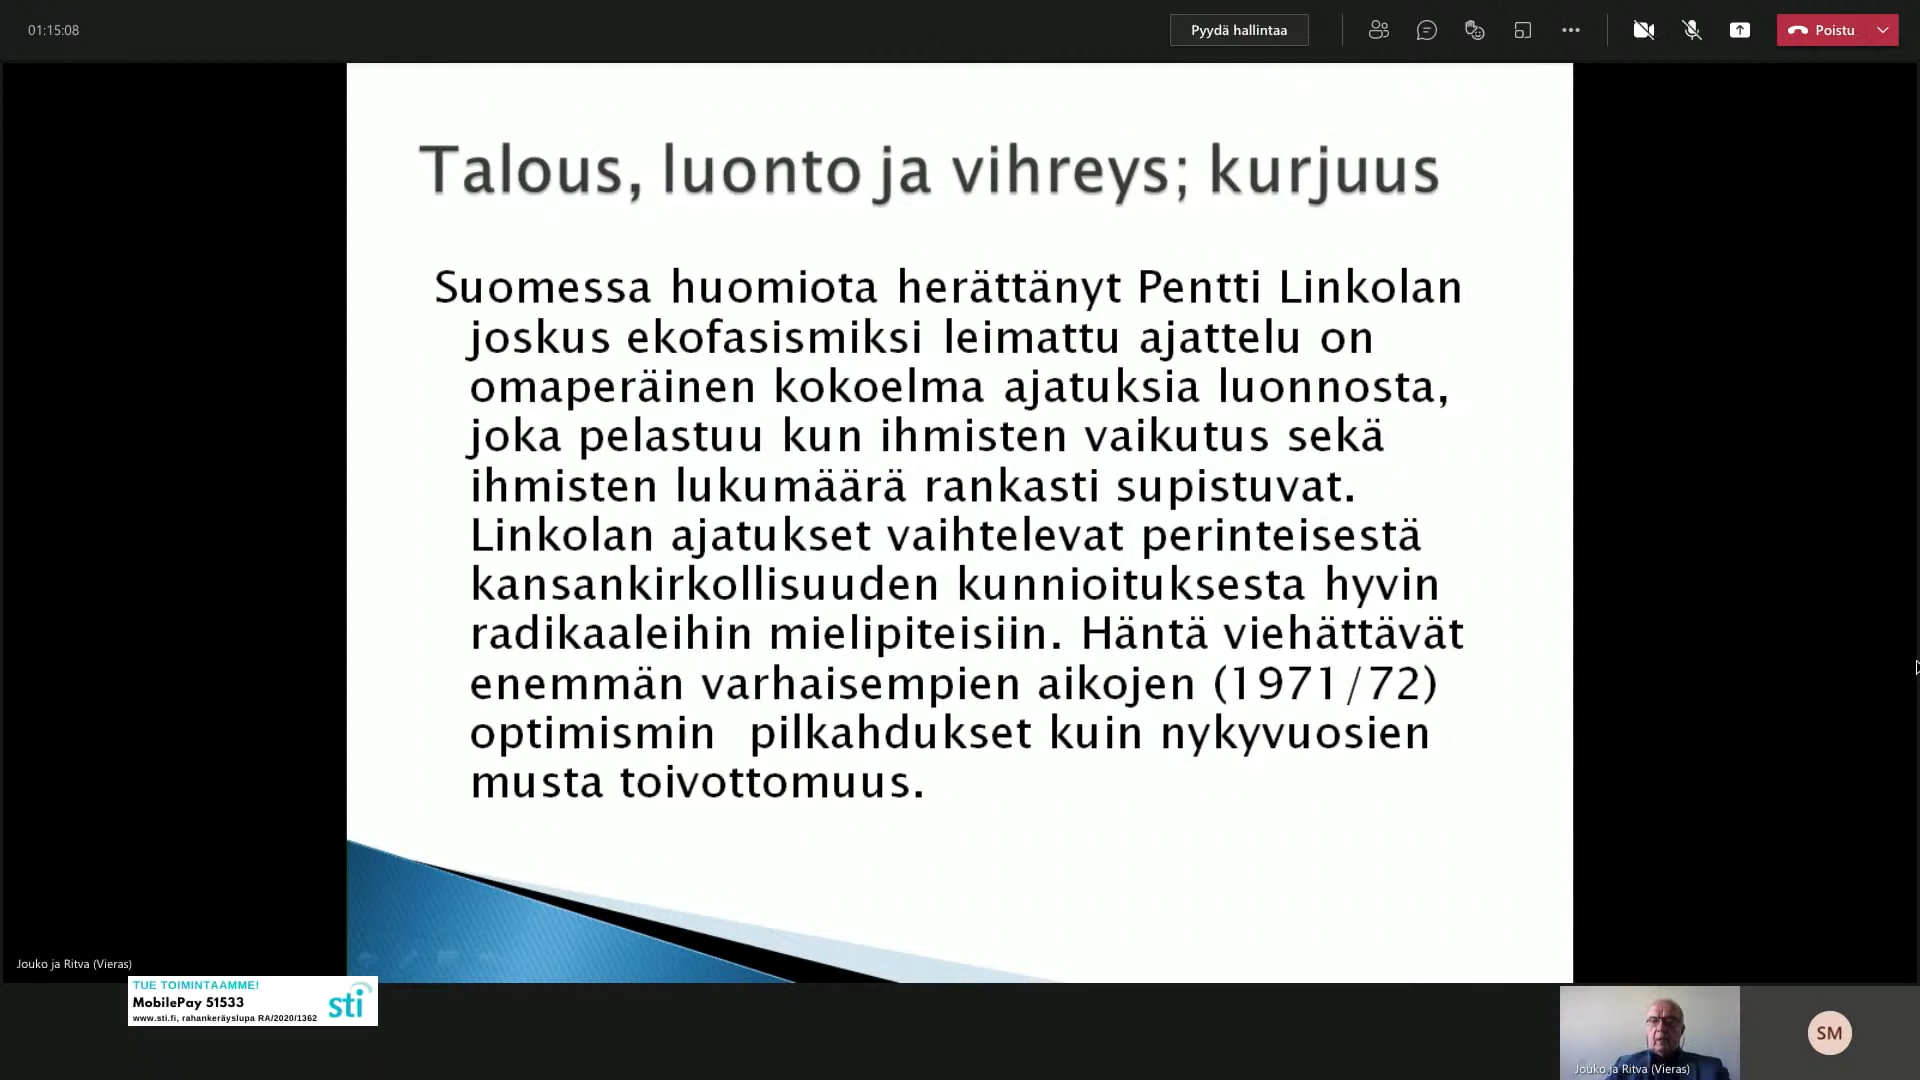 01:15:08
Pyydä hallintaa
Poistu
Talous, luonto ja vihreys; kurjuus
Suomessa huomiota herättänyt Pentti Linkolan
joskus ekofasismiksi leimattu ajattelu on
omaperäinen kokoelma ajatuksia luonnosta,
joka pelastuu kun ihmisten vaikutus sekä
ihmisten lukumäärä rankasti supistuvat.
Linkolan ajatukset vaihtelevat perinteisestä
kansankirkollisuuden kunnioituksesta hyvin
radikaaleihin mielipiteisiin. Häntä viehättävät
enemmän varhaisempien aikojen (1971/72)
optimismin pilkahdukset kuin nykyvuosien
musta toivottomuus.
Jouko ja Ritva (Vieras)
TUE TOIMINTAAMME!
MobilePay 51533
www.sti.fi, rahankeräyslupa RA/2020/1362
sti
Jouko ja Ritva (Vieras)
SM